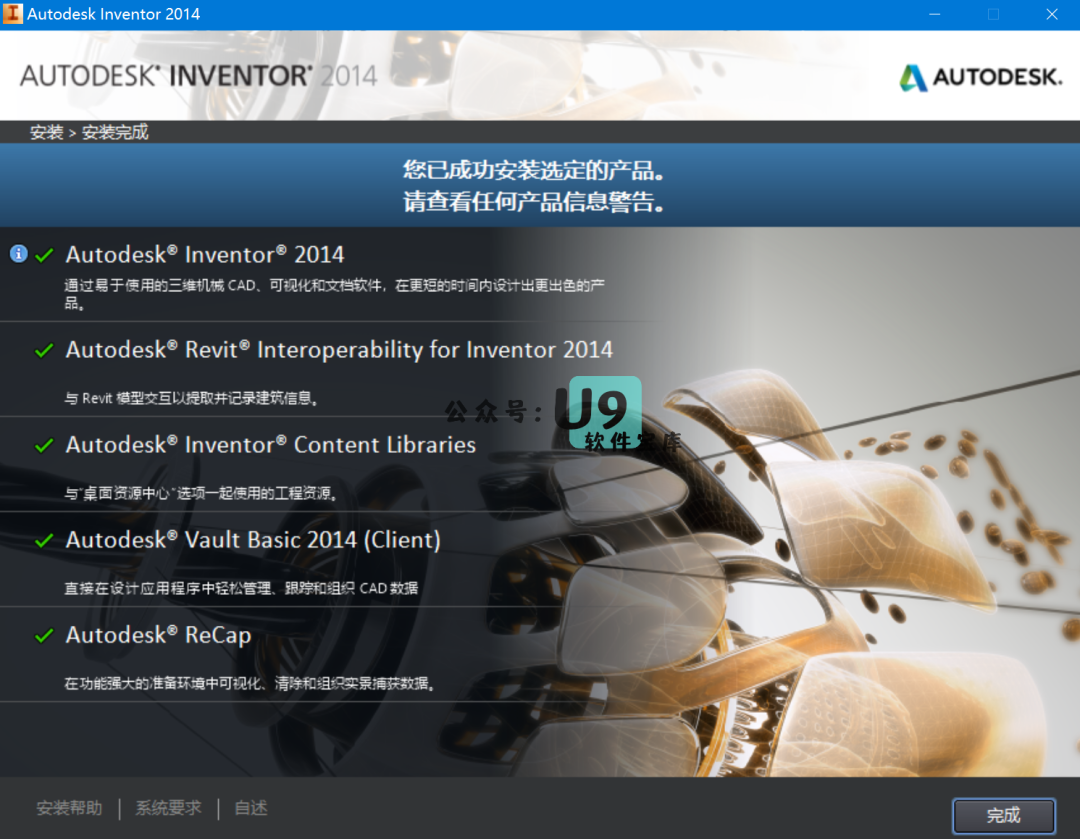 Autodesk Inventor 2014
AUTODESK® INVENTOR® 2014
AUTODESK.
安装 > 安装完成
您已成功安装选定的产品。
请查看任何产品信息警告。
Autodesk® Inventor® 2014
通过易于使用的三维机械 CAD、可视化和文档软件，在更短的时间内设计出更出色的产
品。
Autodesk® Revit® Interoperability for Inventor 2014
与 Revit 模型交互以提取并记录建筑信息。
公众号：U9
软件宝库
Autodesk® Inventor® Content Libraries
与“桌面资源中心”选项一起使用的工程资源。
Autodesk® Vault Basic 2014 (Client)
直接在设计应用程序中轻松管理、跟踪和组织 CAD 数据
Autodesk® ReCap
在功能强大的准备环境中可视化、清除和组织实景捕获数据。
安装帮助 | 系统要求 | 自述
完成